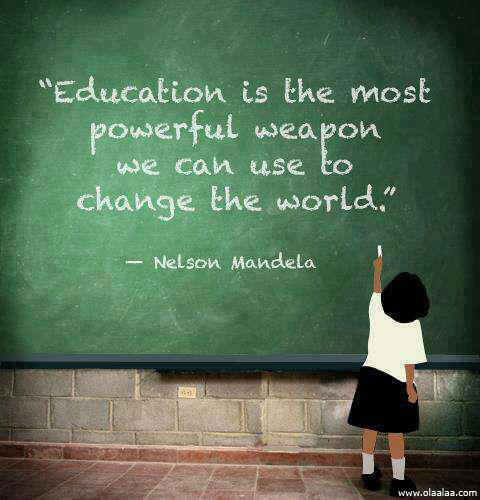 “Education is the most
powerful weapon
we can use to
change the world.”
— Nelson Mandela
www.olaalaa.com